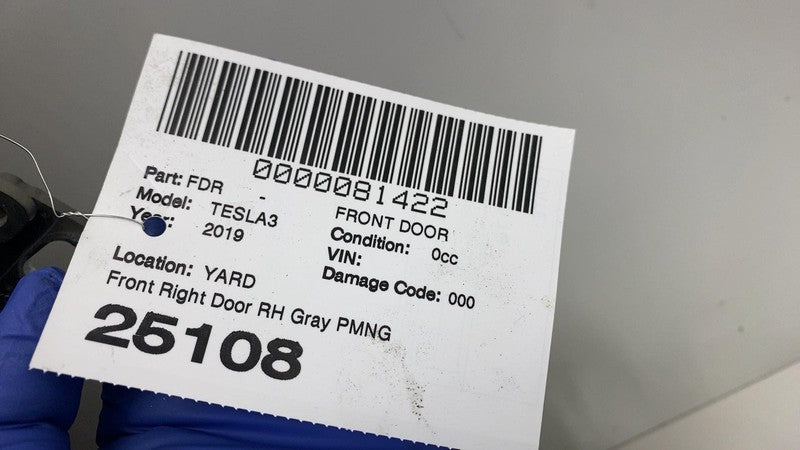 0000081422
Part: FDR - FRONT DOOR
Model: TESLA3 Condition: 0cc
Year: 2019 VIN:
Damage Code: 000
Location: YARD
Front Right Door RH Gray PMNG
25108